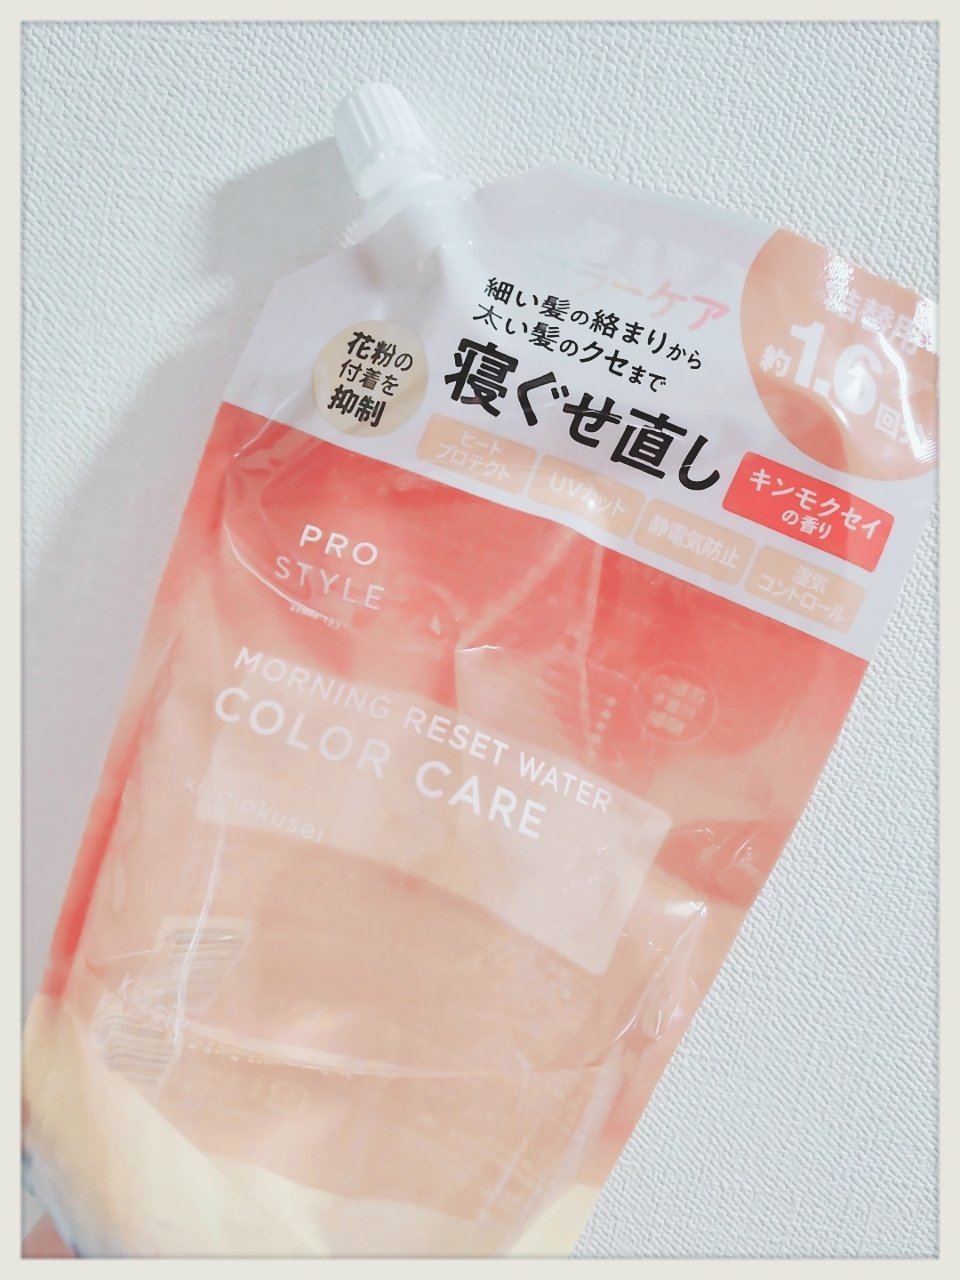 カラーケア
細い髪の絡まりから
太い髪のクセまで
寝ぐせ直し
花粉の
付着を
抑制
詰替用
約1.6回分
キンモクセイ
の香り
ヒート
プロテクト
UVカット
静電気防止
湿気
コントロール
PRO
STYLE
MORNING RESET WATER
COLOR CARE
kinmokusei